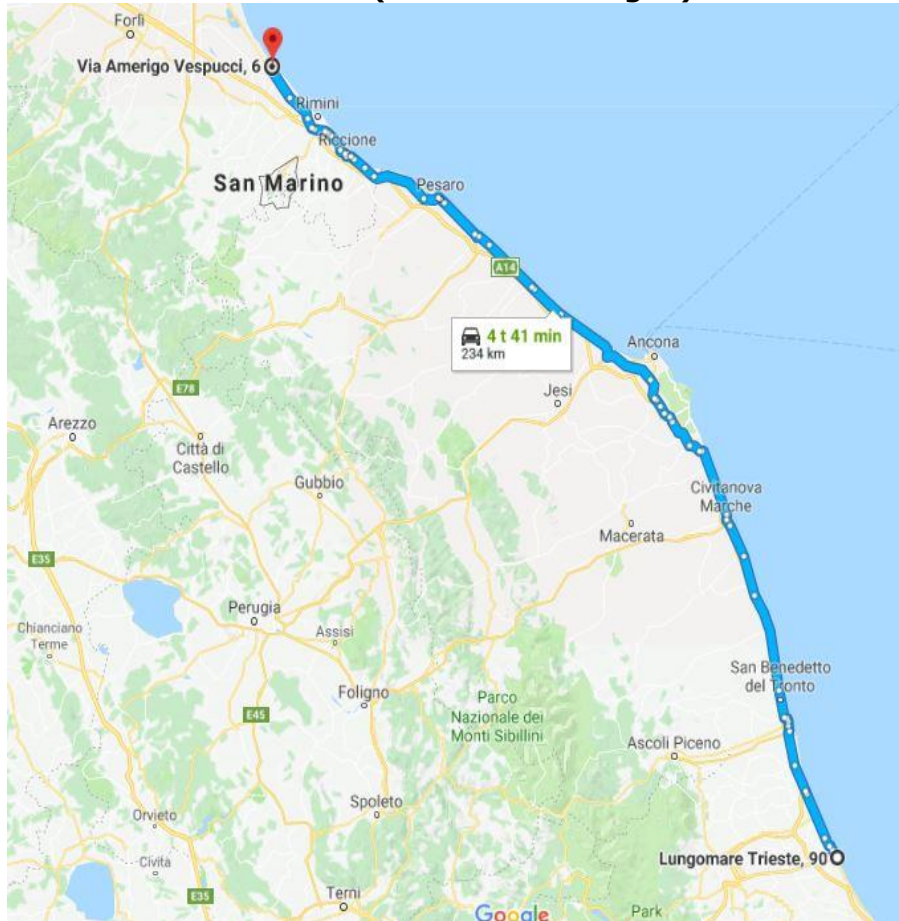 Forlì
Via Amerigo Vespucci, 6
Rimini
Riccione
San Marino
Pesaro
A14
4 t 41 min
234 km
Ancona
Jesi
E78
Arezzo
Città di
Castello
Gubbio
Civitanova
Marche
Macerata
E35
Perugia
Assisi
Chianciano
Terme
San Benedetto
del Tronto
Foligno
Parco
Nazionale dei
Monti Sibillini
E45
Ascoli Piceno
Spoleto
Orvieto
Civita
Lungomare Trieste, 90
E35
Terni
Google
Park